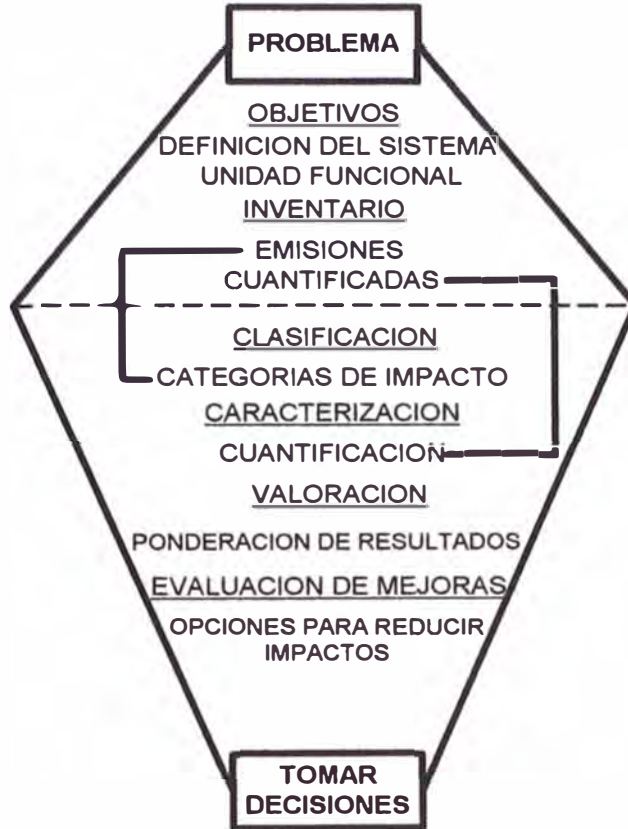 PROBLEMA
OBJETIVOS
DEFINICION DEL SISTEMA
UNIDAD FUNCIONAL
INVENTARIO
EMISIONES
CUANTIFICADAS
CLASIFICACION
CATEGORIAS DE IMPACTO
CARACTERIZACION
CUANTIFICACION
VALORACION
PONDERACION DE RESULTADOS
EVALUACION DE MEJORAS
OPCIONES PARA REDUCIR
IMPACTOS
TOMAR
DECISIONES